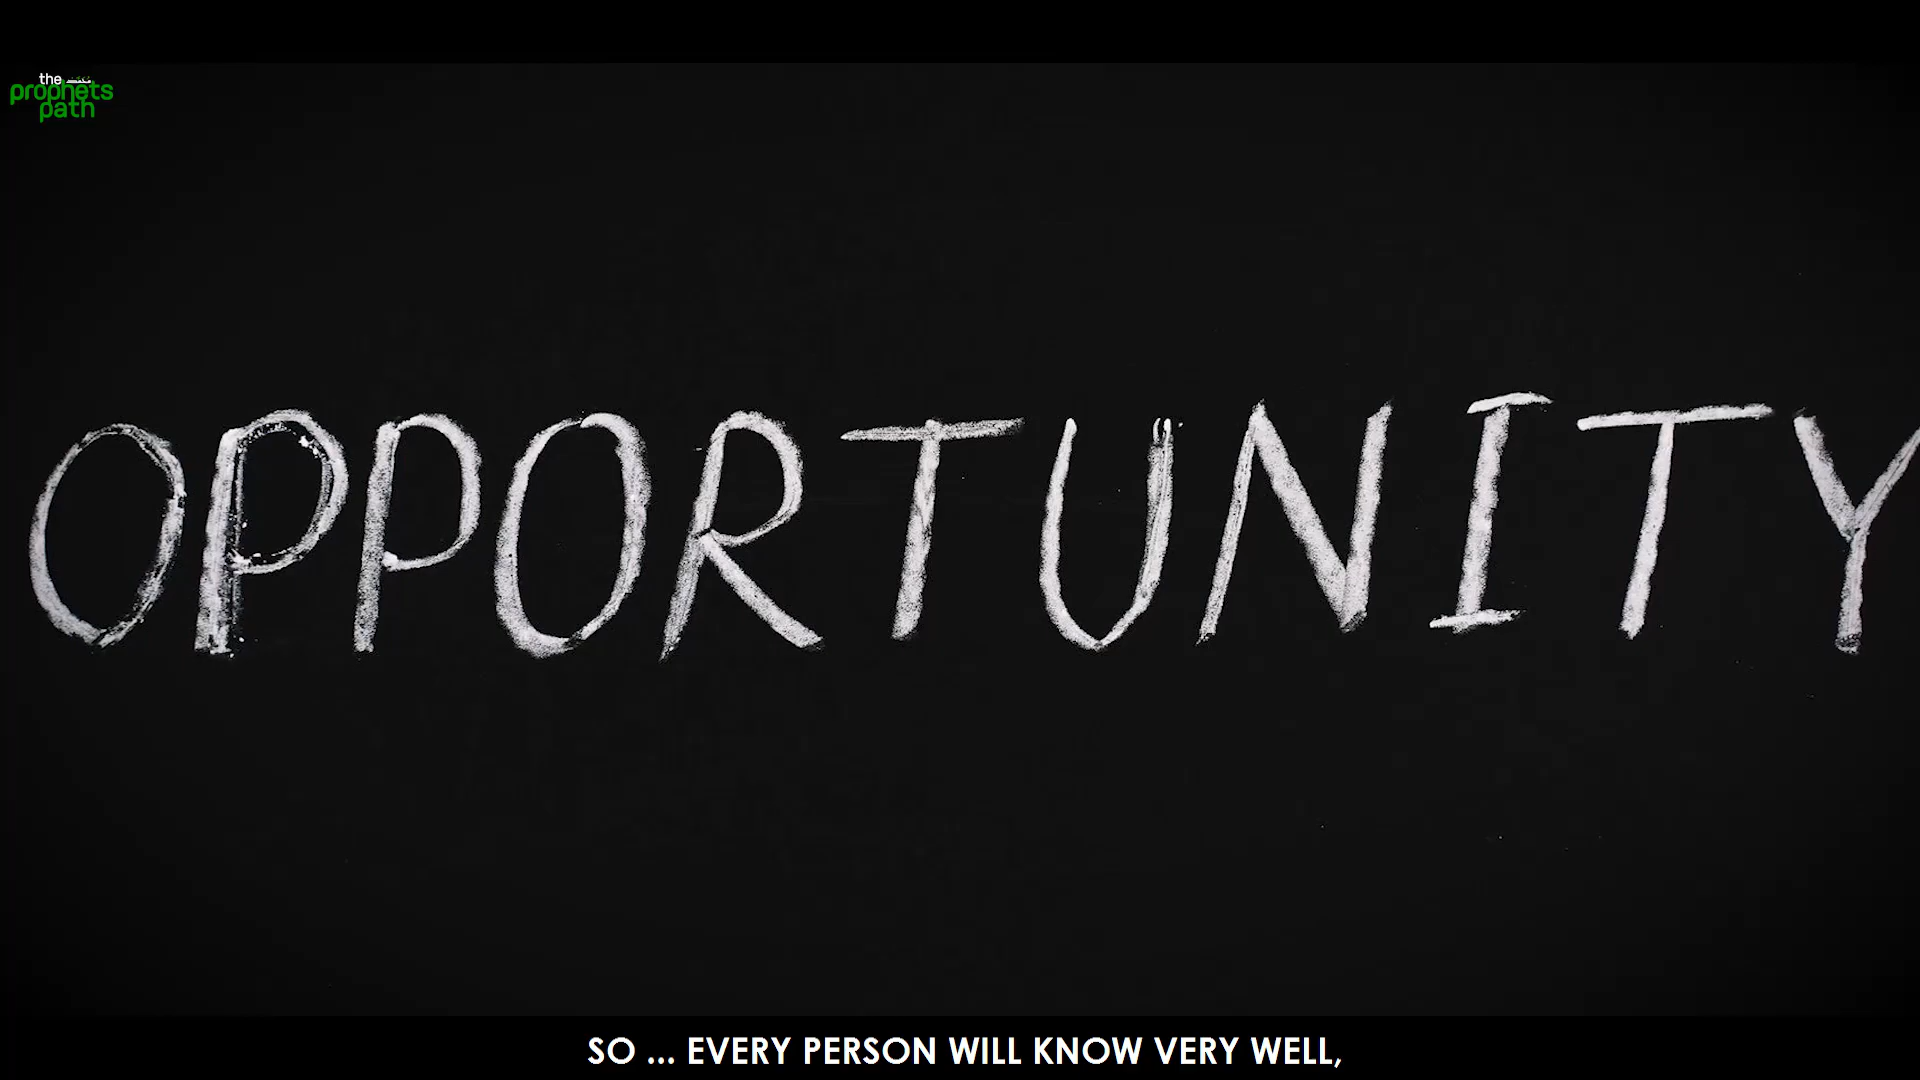 the
prophets
path
OPPORTUNITY
SO ... EVERY PERSON WILL KNOW VERY WELL,